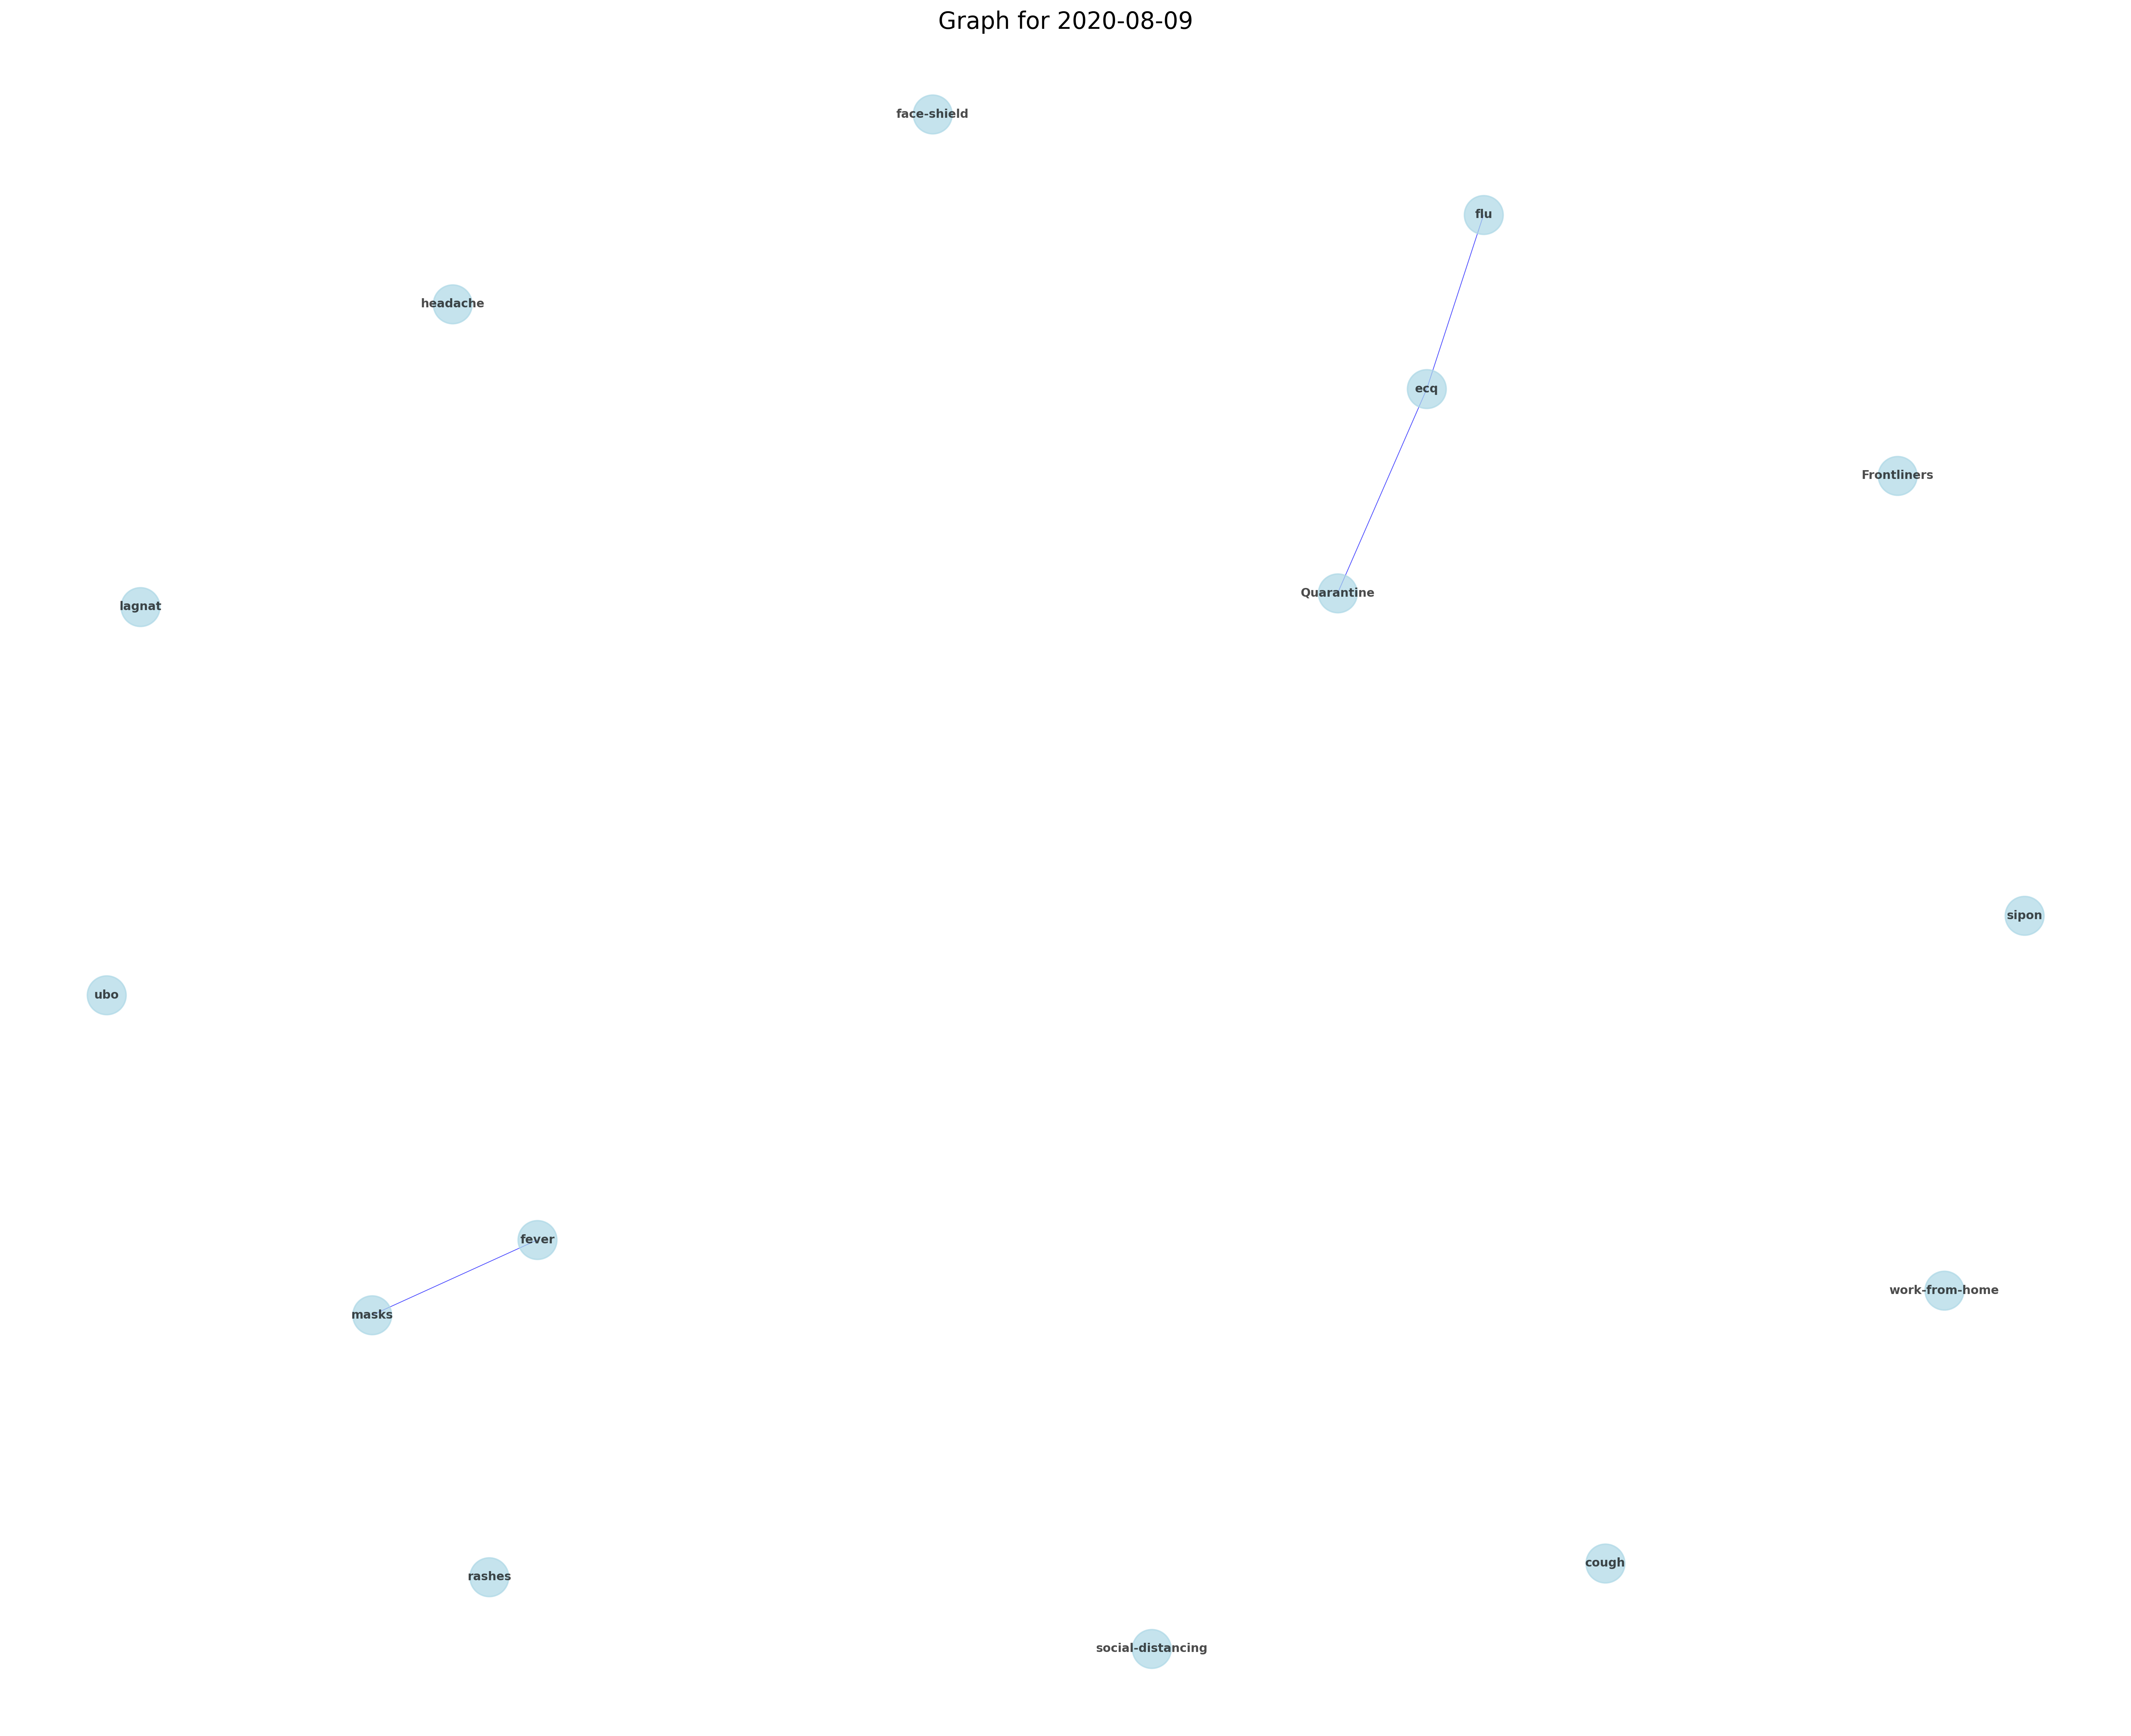 Graph for 2020-08-09
face-shield
flu
headache
ecq
Frontliners
Quarantine
lagnat
sipon
ubo
fever
work-from-home
masks
cough
rashes
social-distancing